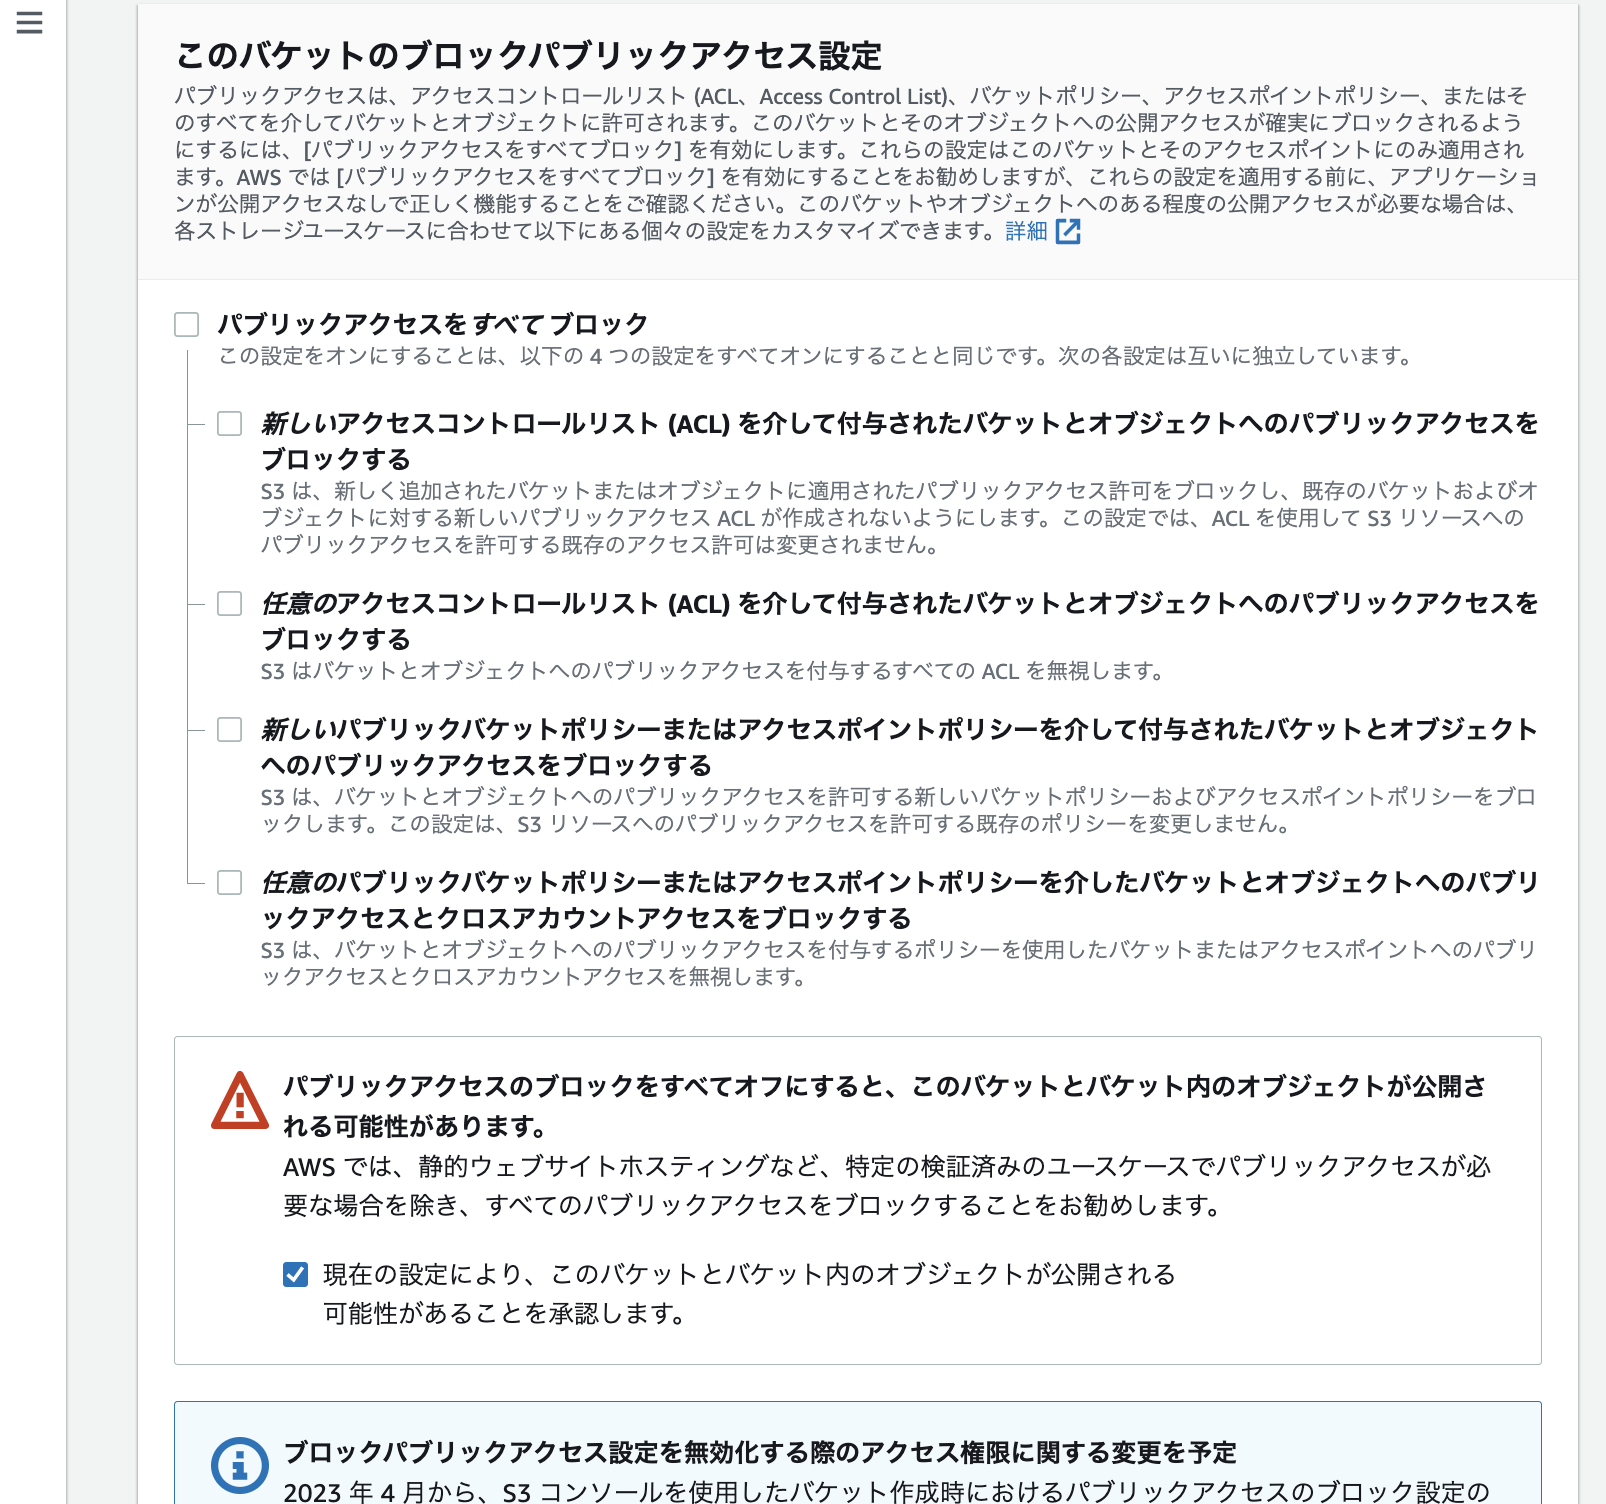 このバケットのブロックパブリックアクセス設定
パブリックアクセスは、アクセスコントロールリスト (ACL、Access Control List)、バケットポリシー、アクセスポイントポリシー、またはそ
のすべてを介してバケットとオブジェクトに許可されます。このバケットとそのオブジェクトへの公開アクセスが確実にブロックされるよう
にするには、[パブリックアクセスをすべてブロック] を有効にします。これらの設定はこのバケットとそのアクセスポイントにのみ適用され
ます。AWS では [パブリックアクセスをすべてブロック] を有効にすることをお勧めしますが、これらの設定を適用する前に、アプリケーショ
ンが公開アクセスなしで正しく機能することをご確認ください。このバケットやオブジェクトへのある程度の公開アクセスが必要な場合は、
各ストレージユースケースに合わせて以下にある個々の設定をカスタマイズできます。詳細
パブリックアクセスをすべて ブロック
この設定をオンにすることは、以下の 4 つの設定をすべてオンにすることと同じです。次の各設定は互いに独立しています。
新しいアクセスコントロールリスト (ACL) を介して付与されたバケットとオブジェクトへのパブリックアクセスを
ブロックする
S3 は、新しく追加されたバケットまたはオブジェクトに適用されたパブリックアクセス許可をブロックし、既存のバケットおよびオ
ブジェクトに対する新しいパブリックアクセス ACL が作成されないようにします。この設定では、ACL を使用して S3 リソースへの
パブリックアクセスを許可する既存のアクセス許可は変更されません。
任意のアクセスコントロールリスト (ACL) を介して付与されたバケットとオブジェクトへのパブリックアクセスを
ブロックする
S3 はバケットとオブジェクトへのパブリックアクセスを付与するすべての ACL を無視します。
新しいパブリックバケットポリシーまたはアクセスポイントポリシーを介して付与されたバケットとオブジェクト
へのパブリックアクセスをブロックする
S3 は、バケットとオブジェクトへのパブリックアクセスを許可する新しいバケットポリシーおよびアクセスポイントポリシーをブロ
ックします。この設定は、S3 リソースへのパブリックアクセスを許可する既存のポリシーを変更しません。
任意のパブリックバケットポリシーまたはアクセスポイントポリシーを介したバケットとオブジェクトへのパブリ
ックアクセスとクロスアカウントアクセスをブロックする
S3 は、バケットとオブジェクトへのパブリックアクセスを付与するポリシーを使用したバケットまたはアクセスポイントへのパブリ
ックアクセスとクロスアカウントアクセスを無視します。
パブリックアクセスのブロックをすべてオフにすると、このバケットとバケット内のオブジェクトが公開さ
れる可能性があります。
AWS では、静的ウェブサイトホスティングなど、特定の検証済みのユースケースでパブリックアクセスが必
要な場合を除き、すべてのパブリックアクセスをブロックすることをお勧めします。
現在の設定により、このバケットとバケット内のオブジェクトが公開される
可能性があることを承認します。
ブロックパブリックアクセス設定を無効化する際のアクセス権限に関する変更を予定
2023 年 4 月から、S3 コンソールを使用したバケット作成時におけるパブリックアクセスのブロック設定の